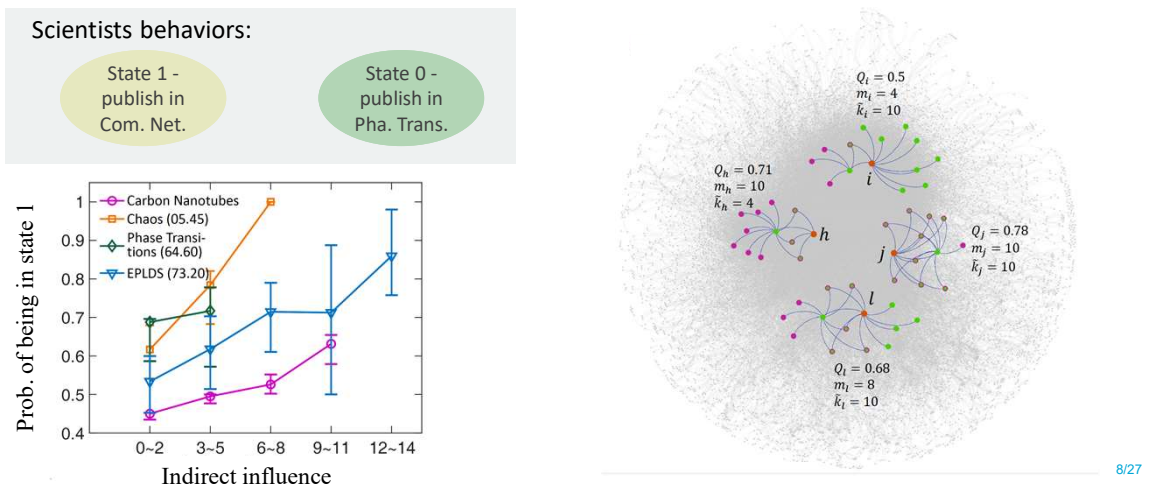 Scientists behaviors:
State 1 -
publish in
Com. Net.
State 0 -
publish in
Pha. Trans.
Prob. of being in state 1
1
0.9
0.8
0.7
0.6
0.5
0.4
Carbon Nanotubes
Chaos (05.45)
Phase Transi-
tions (64.60)
EPLDS (73.20)
0~2 3~5 6~8 9~11 12~14
Indirect influence
Q_i = 0.5
m_i = 4
k̃_i = 10
i
Q_h = 0.71
m_h = 10
k̃_h = 4
h
Q_j = 0.78
m_j = 10
k̃_j = 10
j
l
Q_l = 0.68
m_l = 8
k̃_l = 10
8/27